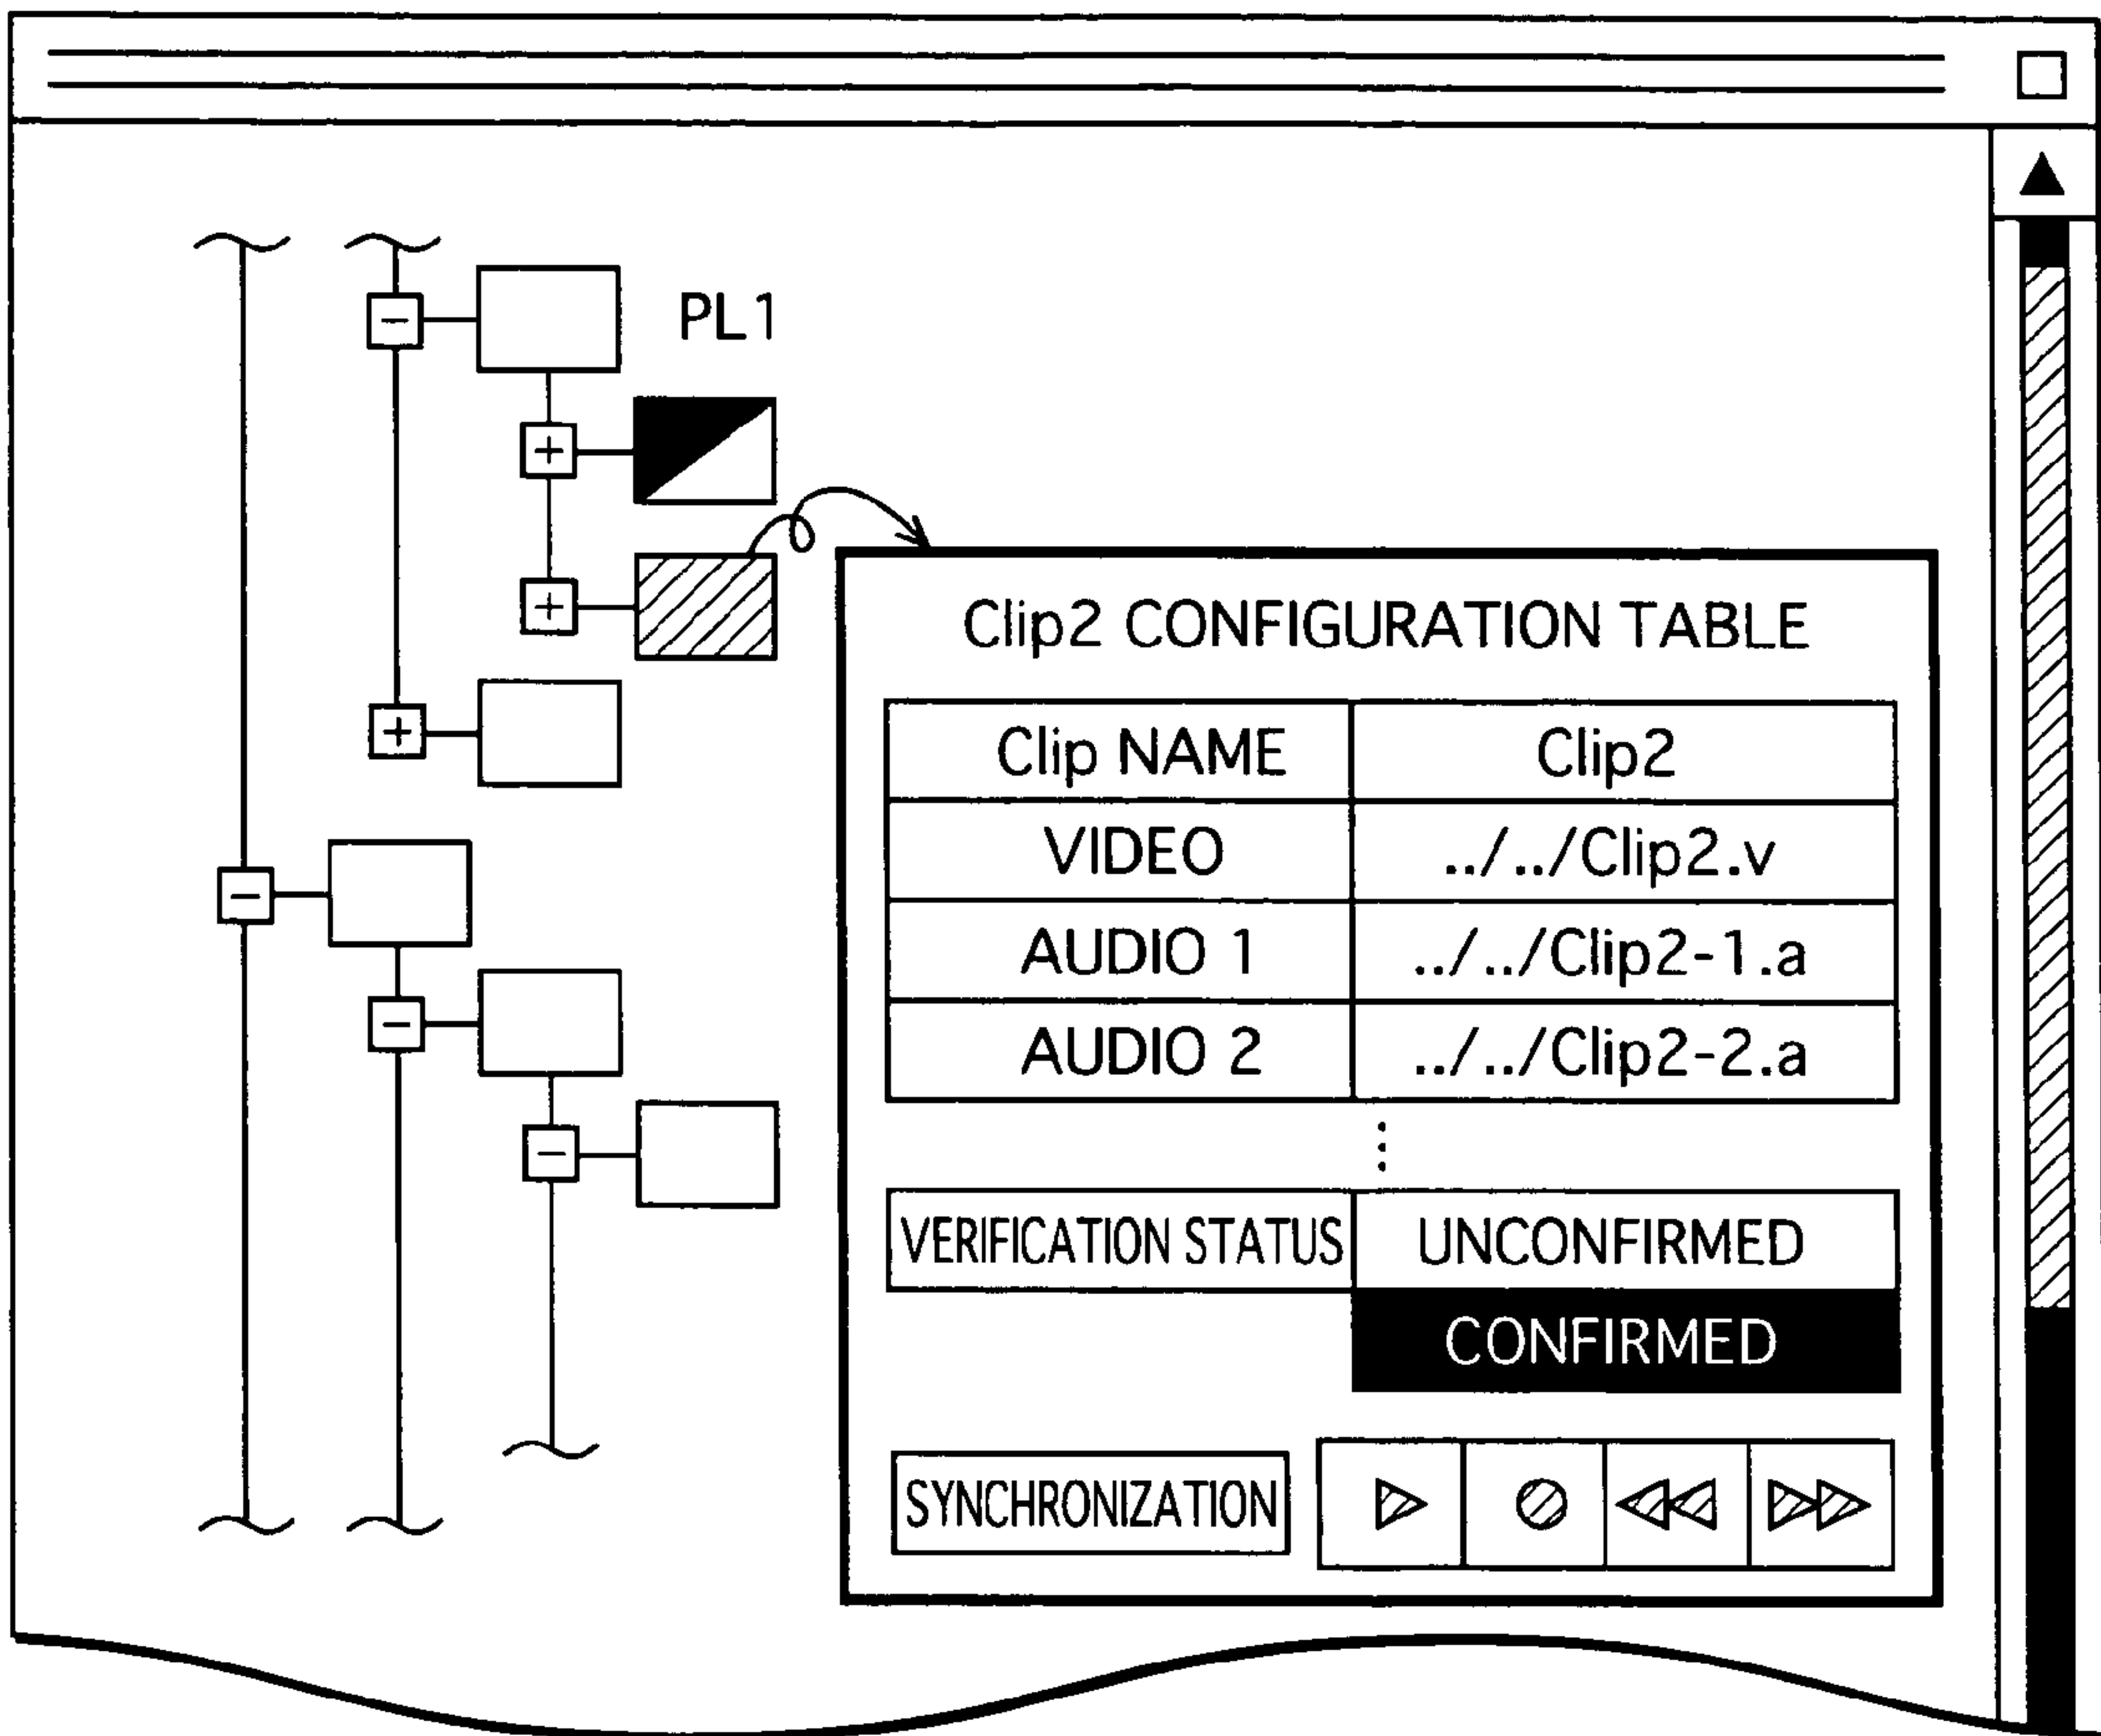 PL1
Clip2 CONFIGURATION TABLE
Clip NAME Clip2
VIDEO ../../Clip2.v
AUDIO 1 ../../Clip2-1.a
AUDIO 2 ../../Clip2-2.a
VERIFICATION STATUS UNCONFIRMED
CONFIRMED
SYNCHRONIZATION